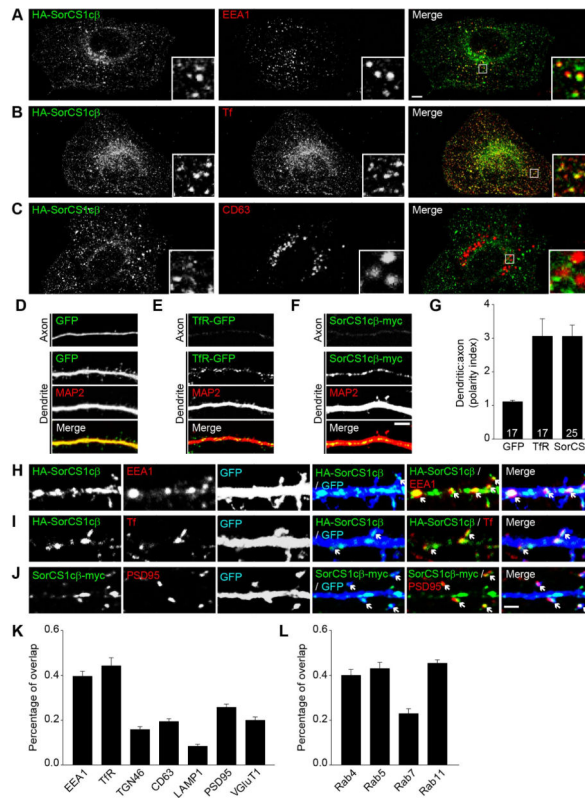 A HA-SorCS1cβ EEA1 Merge
B HA-SorCS1cβ Tf Merge
C HA-SorCS1cβ CD63 Merge
D E F G
Axon GFP Axon TfR-GFP Axon SorCS1cβ-myc
Dendrite GFP Dendrite TfR-GFP Dendrite SorCS1cβ-myc
MAP2 MAP2 MAP2
Merge Merge Merge
Dendritic:axon
(polarity index)
4
3
2
1
0
17 17 25
GFP TfR SorCS
H HA-SorCS1cβ EEA1 GFP HA-SorCS1cβ / GFP HA-SorCS1cβ / EEA1 Merge
I HA-SorCS1cβ Tf GFP HA-SorCS1cβ / GFP HA-SorCS1cβ / Tf Merge
J SorCS1cβ-myc PSD95 GFP SorCS1cβ-myc / GFP SorCS1cβ-myc / PSD95 Merge
K
Percentage of overlap
0.6
0.4
0.2
0
EEA1 TfR TGN46 CD63 LAMP1 PSD95 VGluT1
L
Percentage of overlap
0.6
0.4
0.2
0
Rab4 Rab5 Rab7 Rab11